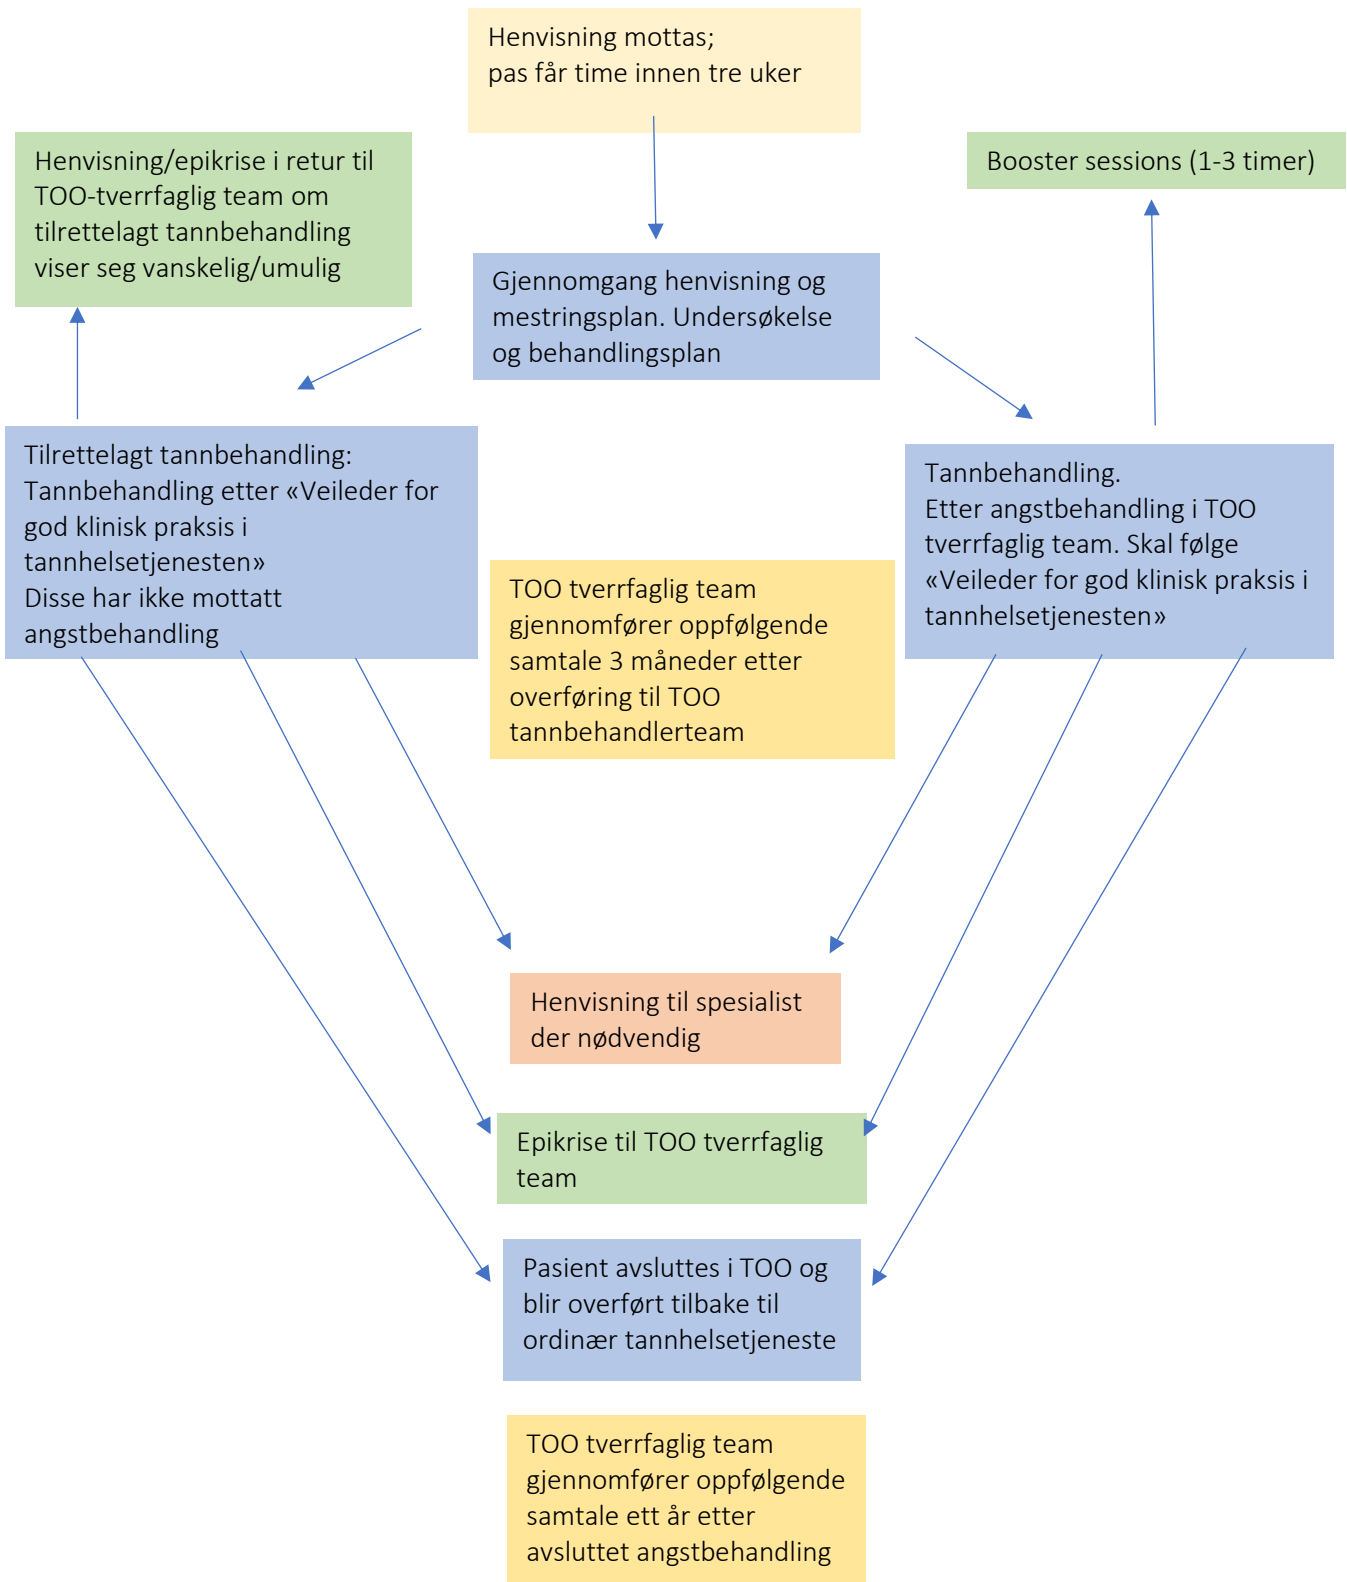 Henvisning mottas;
pas får time innen tre uker
Henvisning/epikrise i retur til
TOO-tverrfaglig team om
tilrettelagt tannbehandling
viser seg vanskelig/umulig
Booster sessions (1-3 timer)
Gjennomgang henvisning og
mestringsplan. Undersøkelse
og behandlingsplan
Tilrettelagt tannbehandling:
Tannbehandling etter «Veileder for
god klinisk praksis i
tannhelsetjenesten»
Disse har ikke mottatt
angstbehandling
Tannbehandling.
Etter angstbehandling i TOO
tverrfaglig team. Skal følge
«Veileder for god klinisk praksis i
tannhelsetjenesten»
TOO tverrfaglig team
gjennomfører oppfølgende
samtale 3 måneder etter
overføring til TOO
tannbehandlerteam
Henvisning til spesialist
der nødvendig
Epikrise til TOO tverrfaglig
team
Pasient avsluttes i TOO og
blir overført tilbake til
ordinær tannhelsetjeneste
TOO tverrfaglig team
gjennomfører oppfølgende
samtale ett år etter
avsluttet angstbehandling